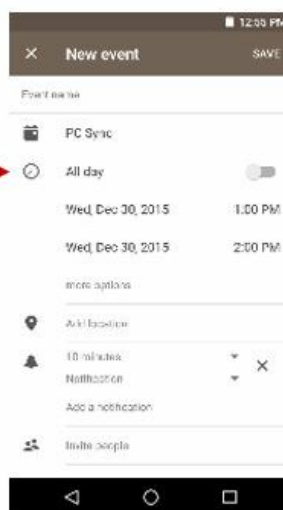 12:55 PM
New event
SAVE
Event name
PC Sync
All day
Wed, Dec 30, 2015 1:00 PM
Wed, Dec 30, 2015 2:00 PM
more options
Add location
10 minutes
Notification
Add a notification
Invite people